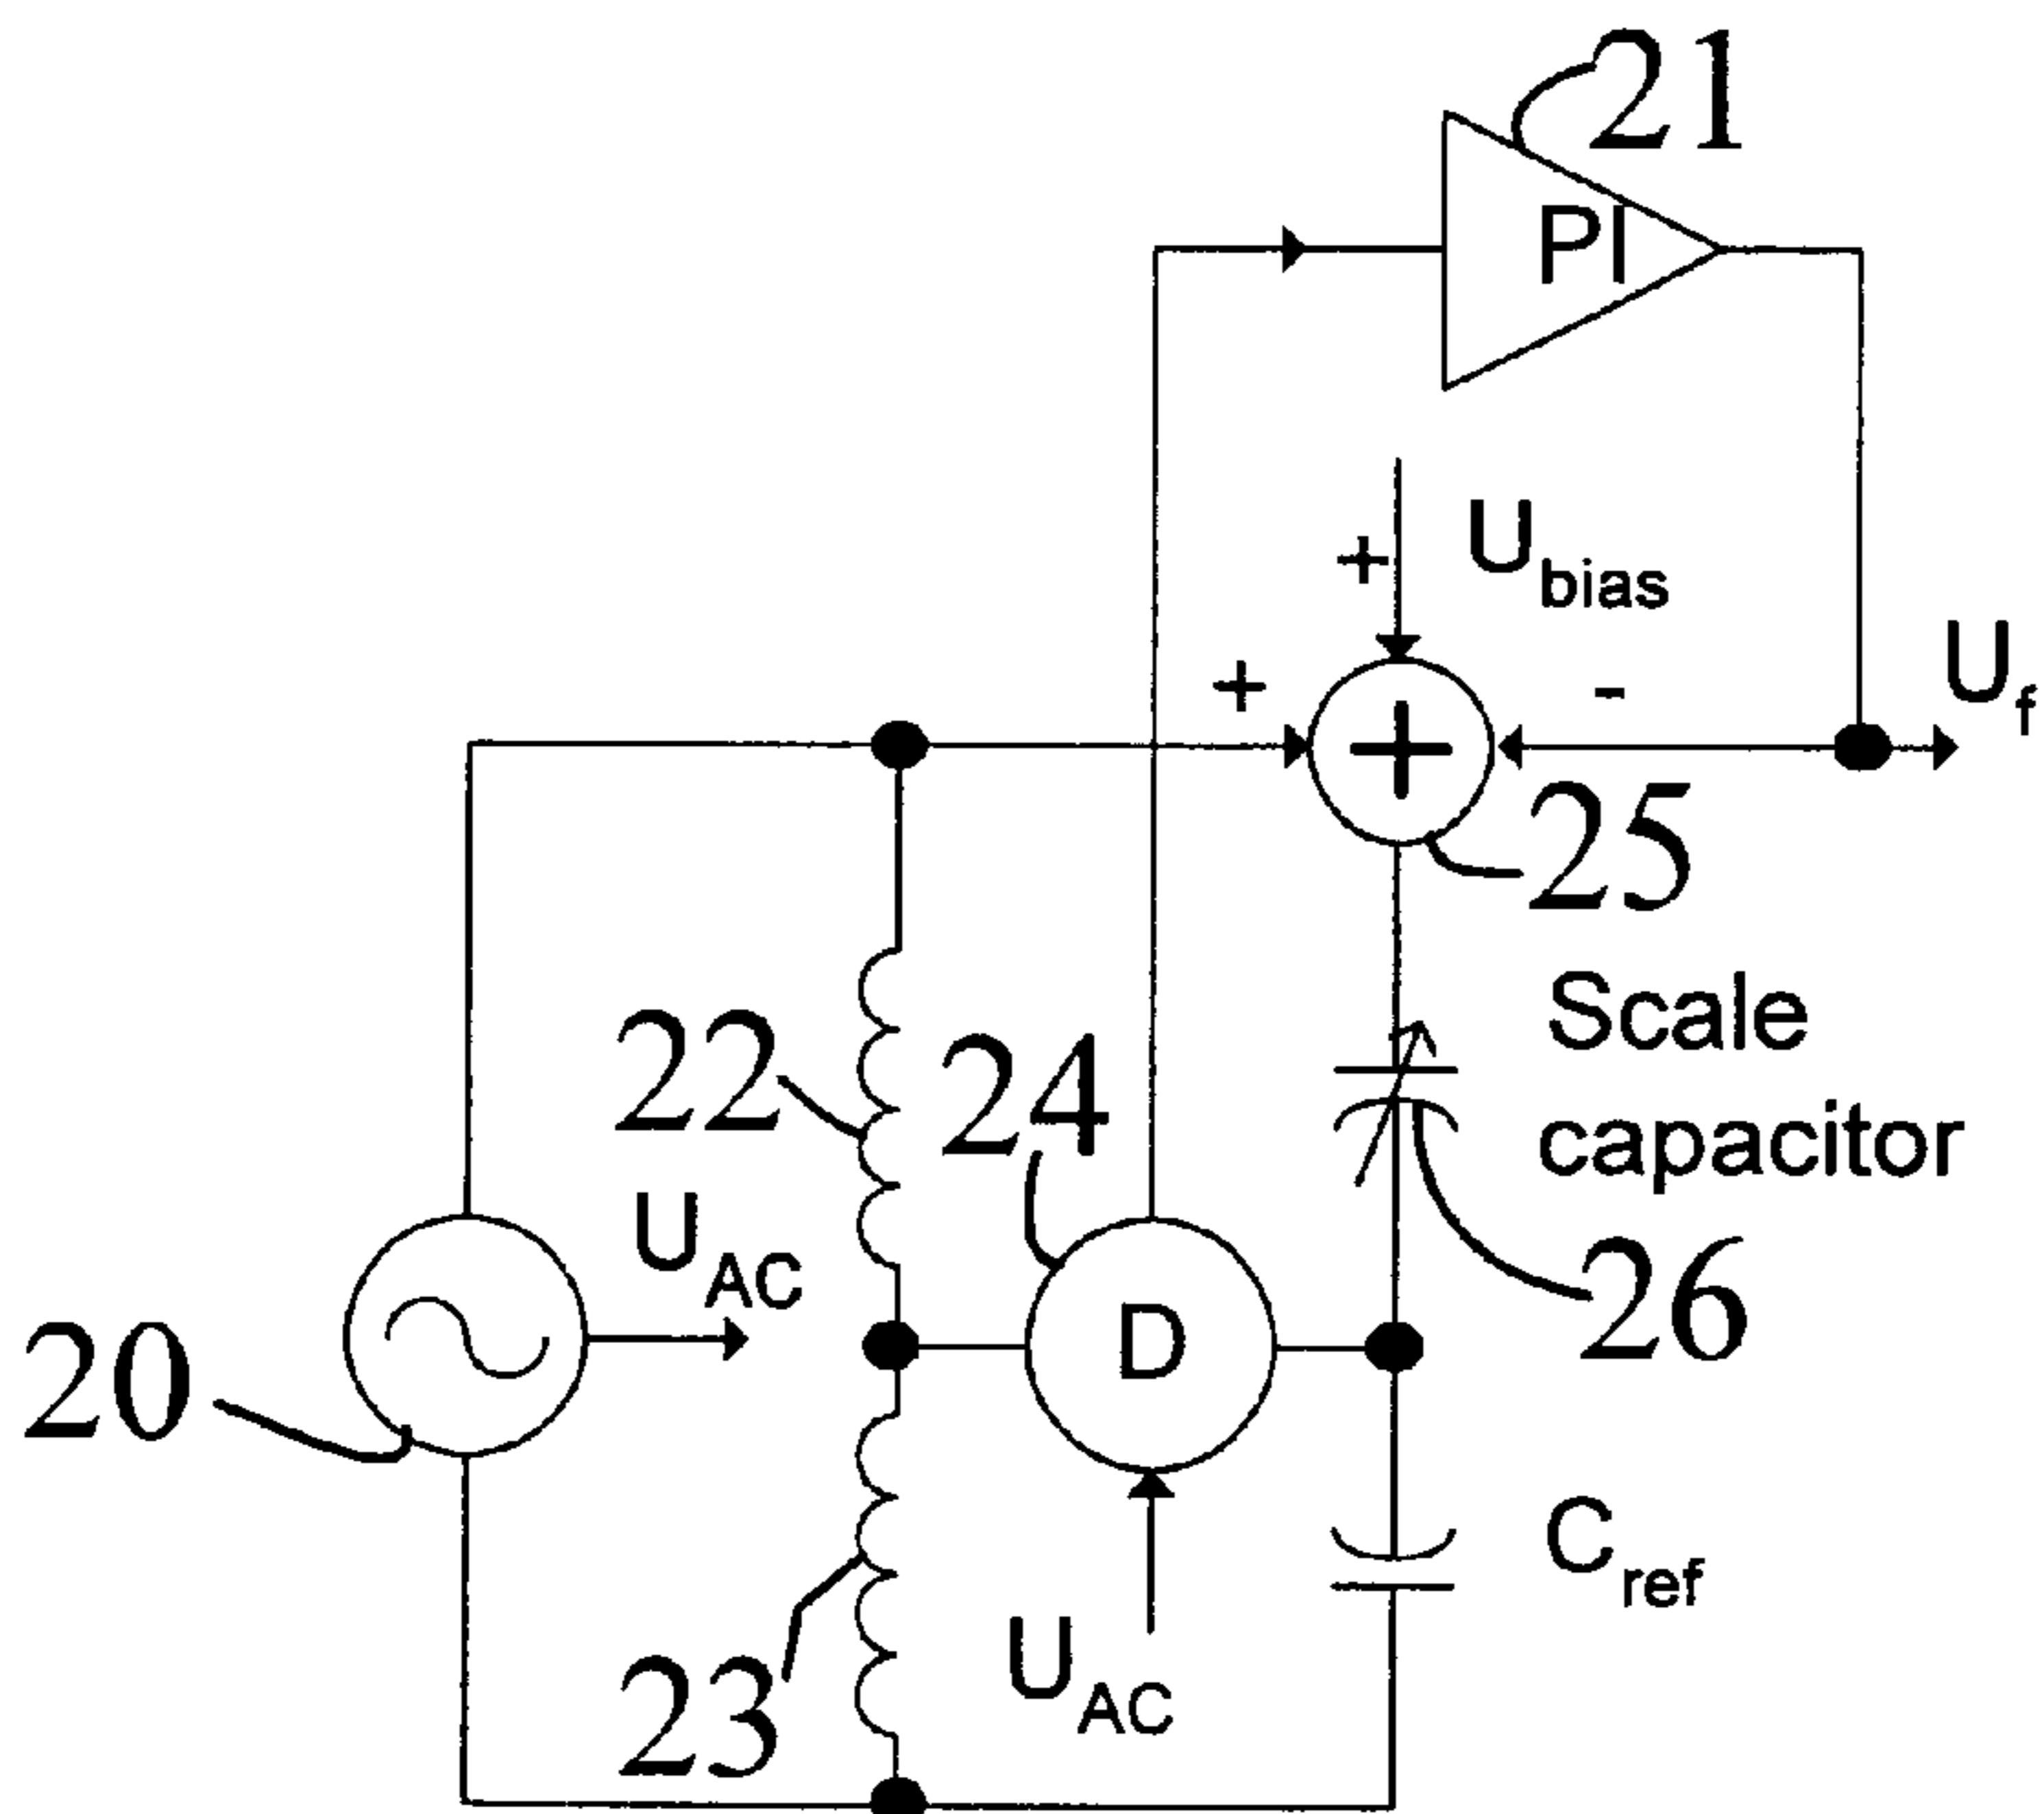 21
PI
+
U_bias
+
-
U_f
+
25
Scale
capacitor
22
24
26
U_AC
20
D
C_ref
23
U_AC